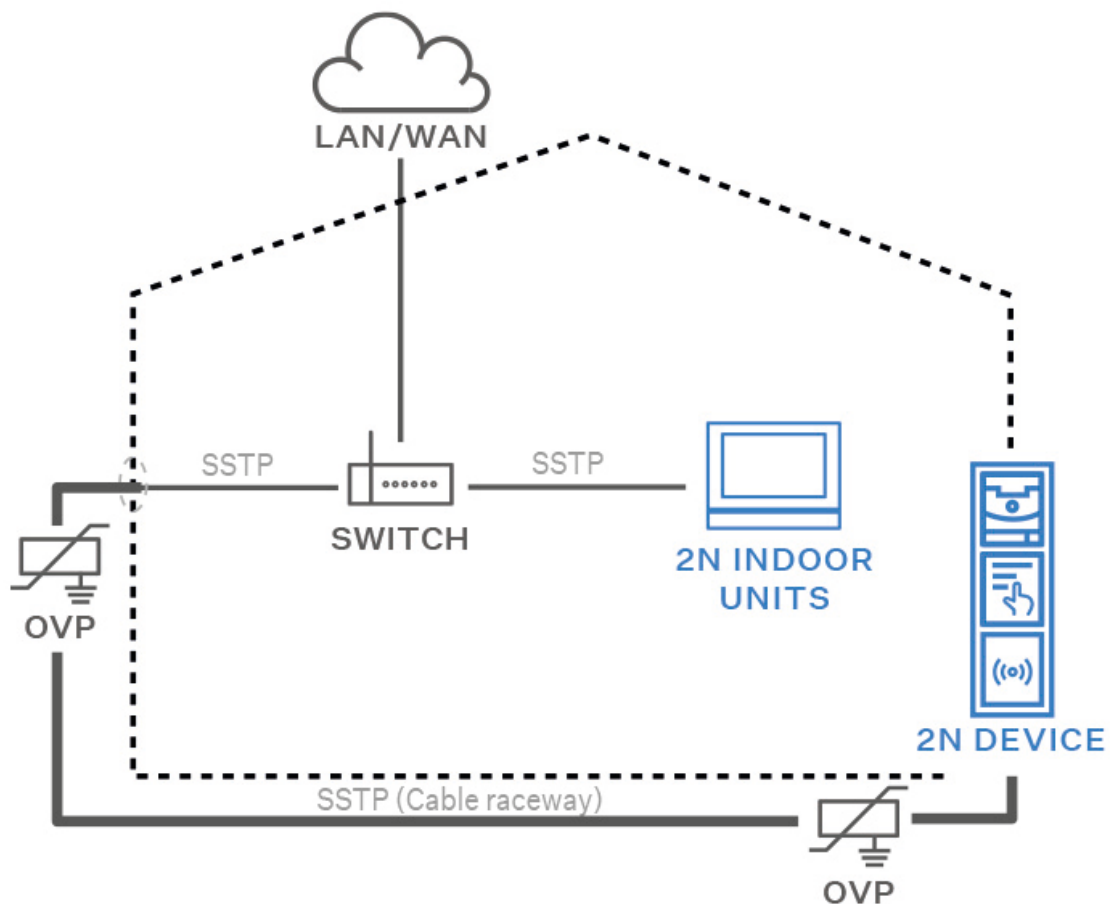 LAN/WAN
SSTP
SSTP
SWITCH
2N INDOOR
UNITS
OVP
2N DEVICE
SSTP (Cable raceway)
OVP